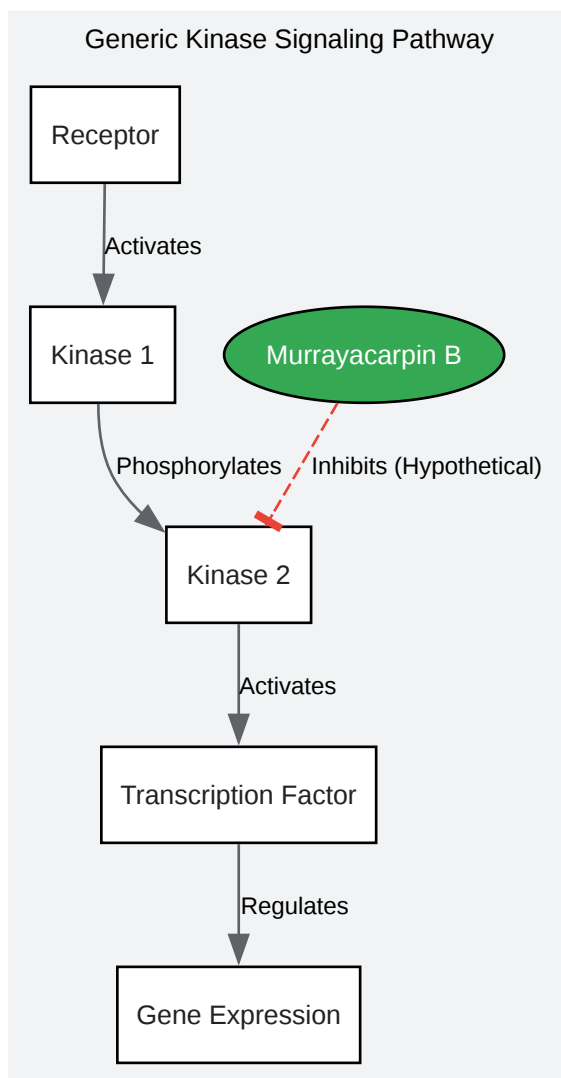 Generic Kinase Signaling Pathway
Receptor
Activates
Kinase 1
Murrayacarpin B
Phosphorylates
Inhibits (Hypothetical)
Kinase 2
Activates
Transcription Factor
Regulates
Gene Expression